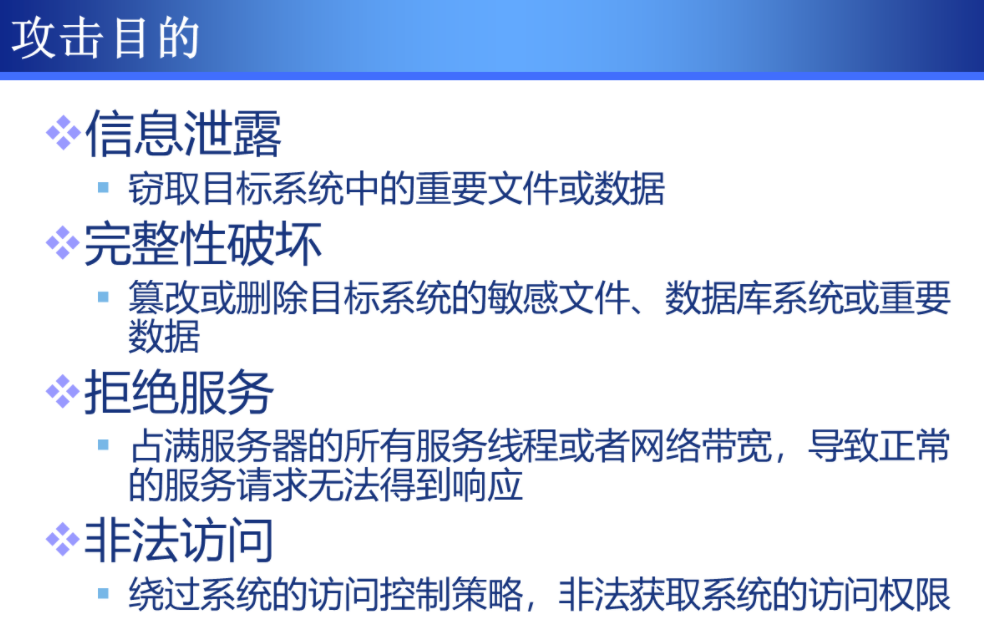 攻击目的
信息泄露
窃取目标系统中的重要文件或数据
完整性破坏
篡改或删除目标系统的敏感文件、数据库系统或重要
数据
拒绝服务
占满服务器的所有服务线程或者网络带宽，导致正常
的服务请求无法得到响应
非法访问
绕过系统的访问控制策略，非法获取系统的访问权限